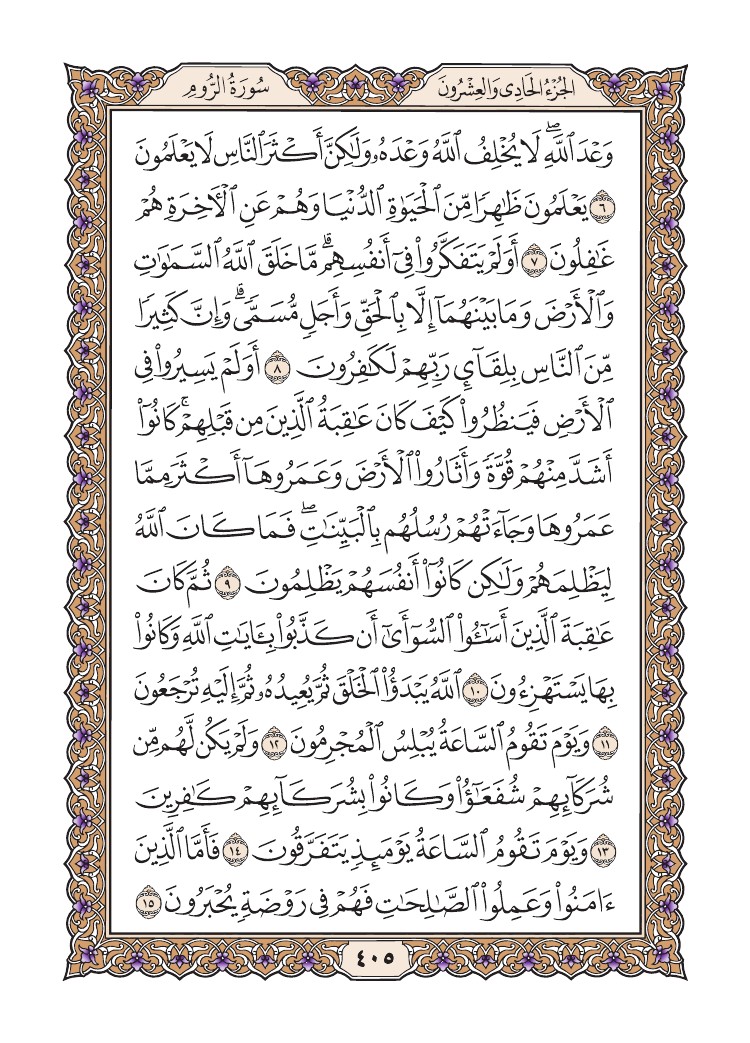 الجُزْءُ الحَادِى وَالعِشْرُونَ
سُورَةُ الرُّومِ
وَعْدَ ٱللَّهِۖ لَا يُخْلِفُ ٱللَّهُ وَعْدَهُۥ وَلَٰكِنَّ أَكْثَرَ ٱلنَّاسِ لَا يَعْلَمُونَ
٦ يَعْلَمُونَ ظَٰهِرًا مِّنَ ٱلْحَيَوٰةِ ٱلدُّنْيَا وَهُمْ عَنِ ٱلْأَخِرَةِ هُمْ
غَٰفِلُونَ ٧ أَوَلَمْ يَتَفَكَّرُوا۟ فِىٓ أَنفُسِهِمۗ مَّا خَلَقَ ٱللَّهُ ٱلسَّمَٰوَٰتِ
وَٱلْأَرْضَ وَمَا بَيْنَهُمَآ إِلَّا بِٱلْحَقِّ وَأَجَلٍ مُّسَمًّىۗ وَإِنَّ كَثِيرًا
مِّنَ ٱلنَّاسِ بِلِقَآئِ رَبِّهِمْ لَكَٰفِرُونَ ٨ أَوَلَمْ يَسِيرُوا۟ فِى
ٱلْأَرْضِ فَيَنظُرُوا۟ كَيْفَ كَانَ عَٰقِبَةُ ٱلَّذِينَ مِن قَبْلِهِمْۚ كَانُوٓا۟
أَشَدَّ مِنْهُمْ قُوَّةً وَأَثَارُوا۟ ٱلْأَرْضَ وَعَمَرُوهَآ أَكْثَرَ مِمَّا
عَمَرُوهَا وَجَآءَتْهُمْ رُسُلُهُم بِٱلْبَيِّنَٰتِۖ فَمَا كَانَ ٱللَّهُ
لِيَظْلِمَهُمْ وَلَٰكِن كَانُوٓا۟ أَنفُسَهُمْ يَظْلِمُونَ ٩ ثُمَّ كَانَ
عَٰقِبَةَ ٱلَّذِينَ أَسَٰٓـُٔوا۟ ٱلسُّوٓأَىٰٓ أَن كَذَّبُوا۟ بِـَٔايَٰتِ ٱللَّهِ وَكَانُوا۟
بِهَا يَسْتَهْزِءُونَ ١٠ ٱللَّهُ يَبْدَؤُا۟ ٱلْخَلْقَ ثُمَّ يُعِيدُهُۥ ثُمَّ إِلَيْهِ تُرْجَعُونَ
١١ وَيَوْمَ تَقُومُ ٱلسَّاعَةُ يُبْلِسُ ٱلْمُجْرِمُونَ ١٢ وَلَمْ يَكُن لَّهُم مِّن
شُرَكَآئِهِمْ شُفَعَٰٓؤُا۟ وَكَانُوا۟ بِشُرَكَآئِهِمْ كَٰفِرِينَ
١٣ وَيَوْمَ تَقُومُ ٱلسَّاعَةُ يَوْمَئِذٍ يَتَفَرَّقُونَ ١٤ فَأَمَّا ٱلَّذِينَ
ءَامَنُوا۟ وَعَمِلُوا۟ ٱلصَّٰلِحَٰتِ فَهُمْ فِى رَوْضَةٍ يُحْبَرُونَ ١٥
٤٠٥